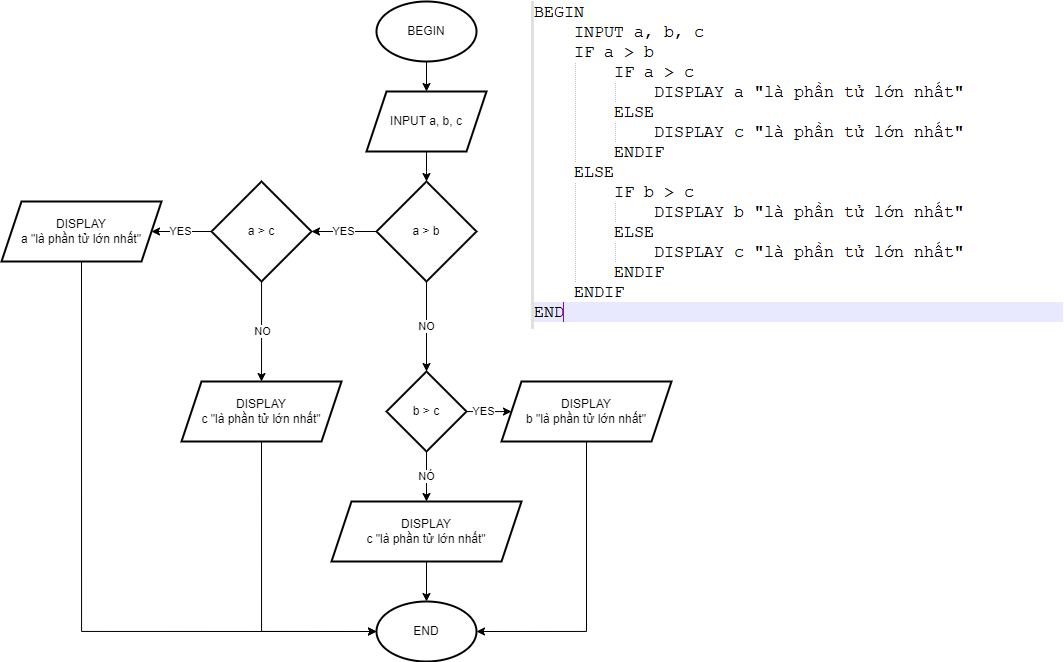 BEGIN
INPUT a, b, c
a > b
YES
a > c
YES
DISPLAY
a "là phần tử lớn nhất"
NO
DISPLAY
c "là phần tử lớn nhất"
NO
b > c
YES
DISPLAY
b "là phần tử lớn nhất"
NÓ
DISPLAY
c "là phần tử lớn nhất"
END
BEGIN
INPUT a, b, c
IF a > b
IF a > c
DISPLAY a "là phần tử lớn nhất"
ELSE
DISPLAY c "là phần tử lớn nhất"
ENDIF
ELSE
IF b > c
DISPLAY b "là phần tử lớn nhất"
ELSE
DISPLAY c "là phần tử lớn nhất"
ENDIF
ENDIF
END